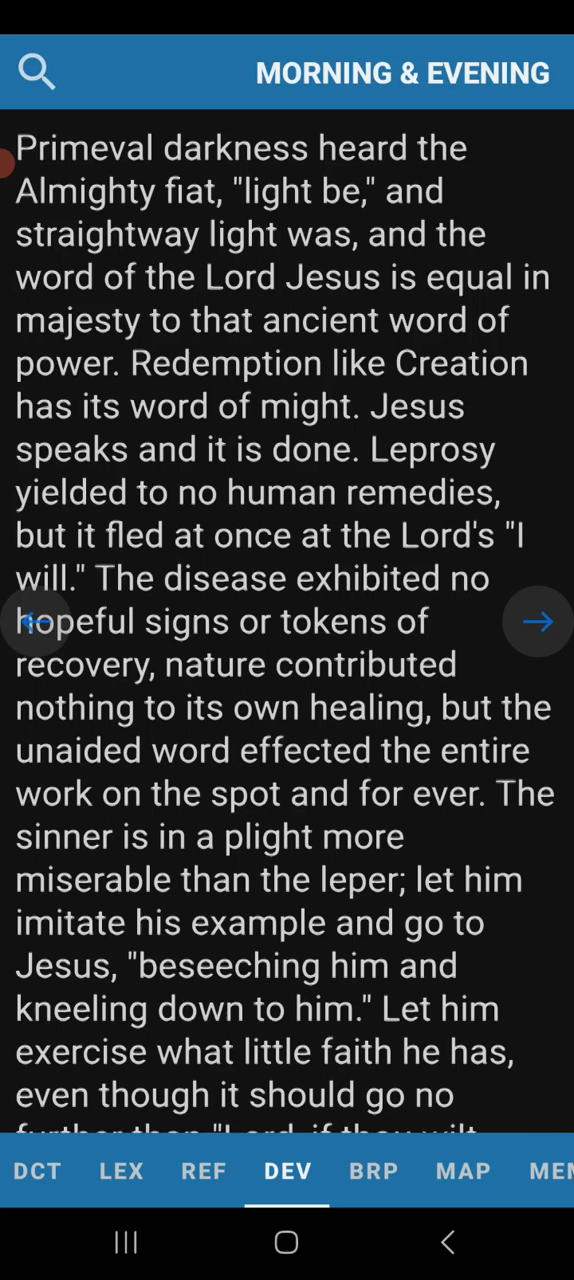 MORNING & EVENING
Primeval darkness heard the
Almighty fiat, "light be," and
straightway light was, and the
word of the Lord Jesus is equal in
majesty to that ancient word of
power. Redemption like Creation
has its word of might. Jesus
speaks and it is done. Leprosy
yielded to no human remedies,
but it fled at once at the Lord's "I
will." The disease exhibited no
hopeful signs or tokens of
recovery, nature contributed
nothing to its own healing, but the
unaided word effected the entire
work on the spot and for ever. The
sinner is in a plight more
miserable than the leper; let him
imitate his example and go to
Jesus, "beseeching him and
kneeling down to him." Let him
exercise what little faith he has,
even though it should go no
further than "Lord, if thou wilt
DCT LEX REF DEV BRP MAP MEM